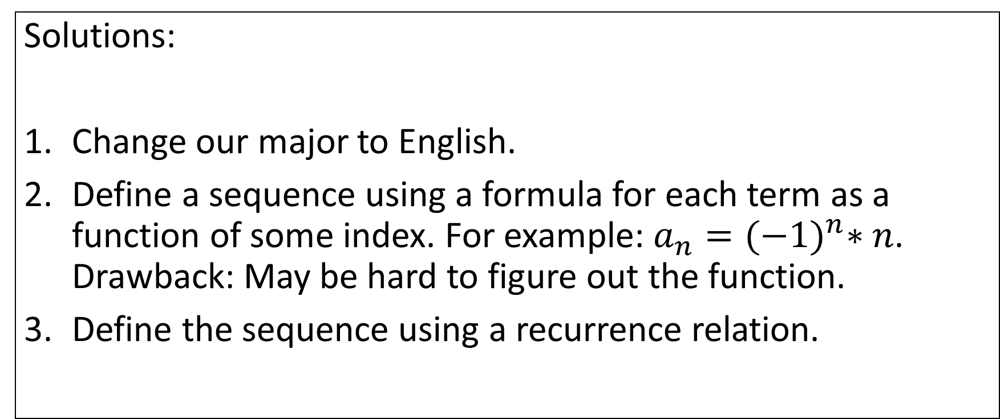 Solutions:
1. Change our major to English.
2. Define a sequence using a formula for each term as a
function of some index. For example: 𝑎ₙ = (−1)ⁿ∗ 𝑛.
Drawback: May be hard to figure out the function.
3. Define the sequence using a recurrence relation.